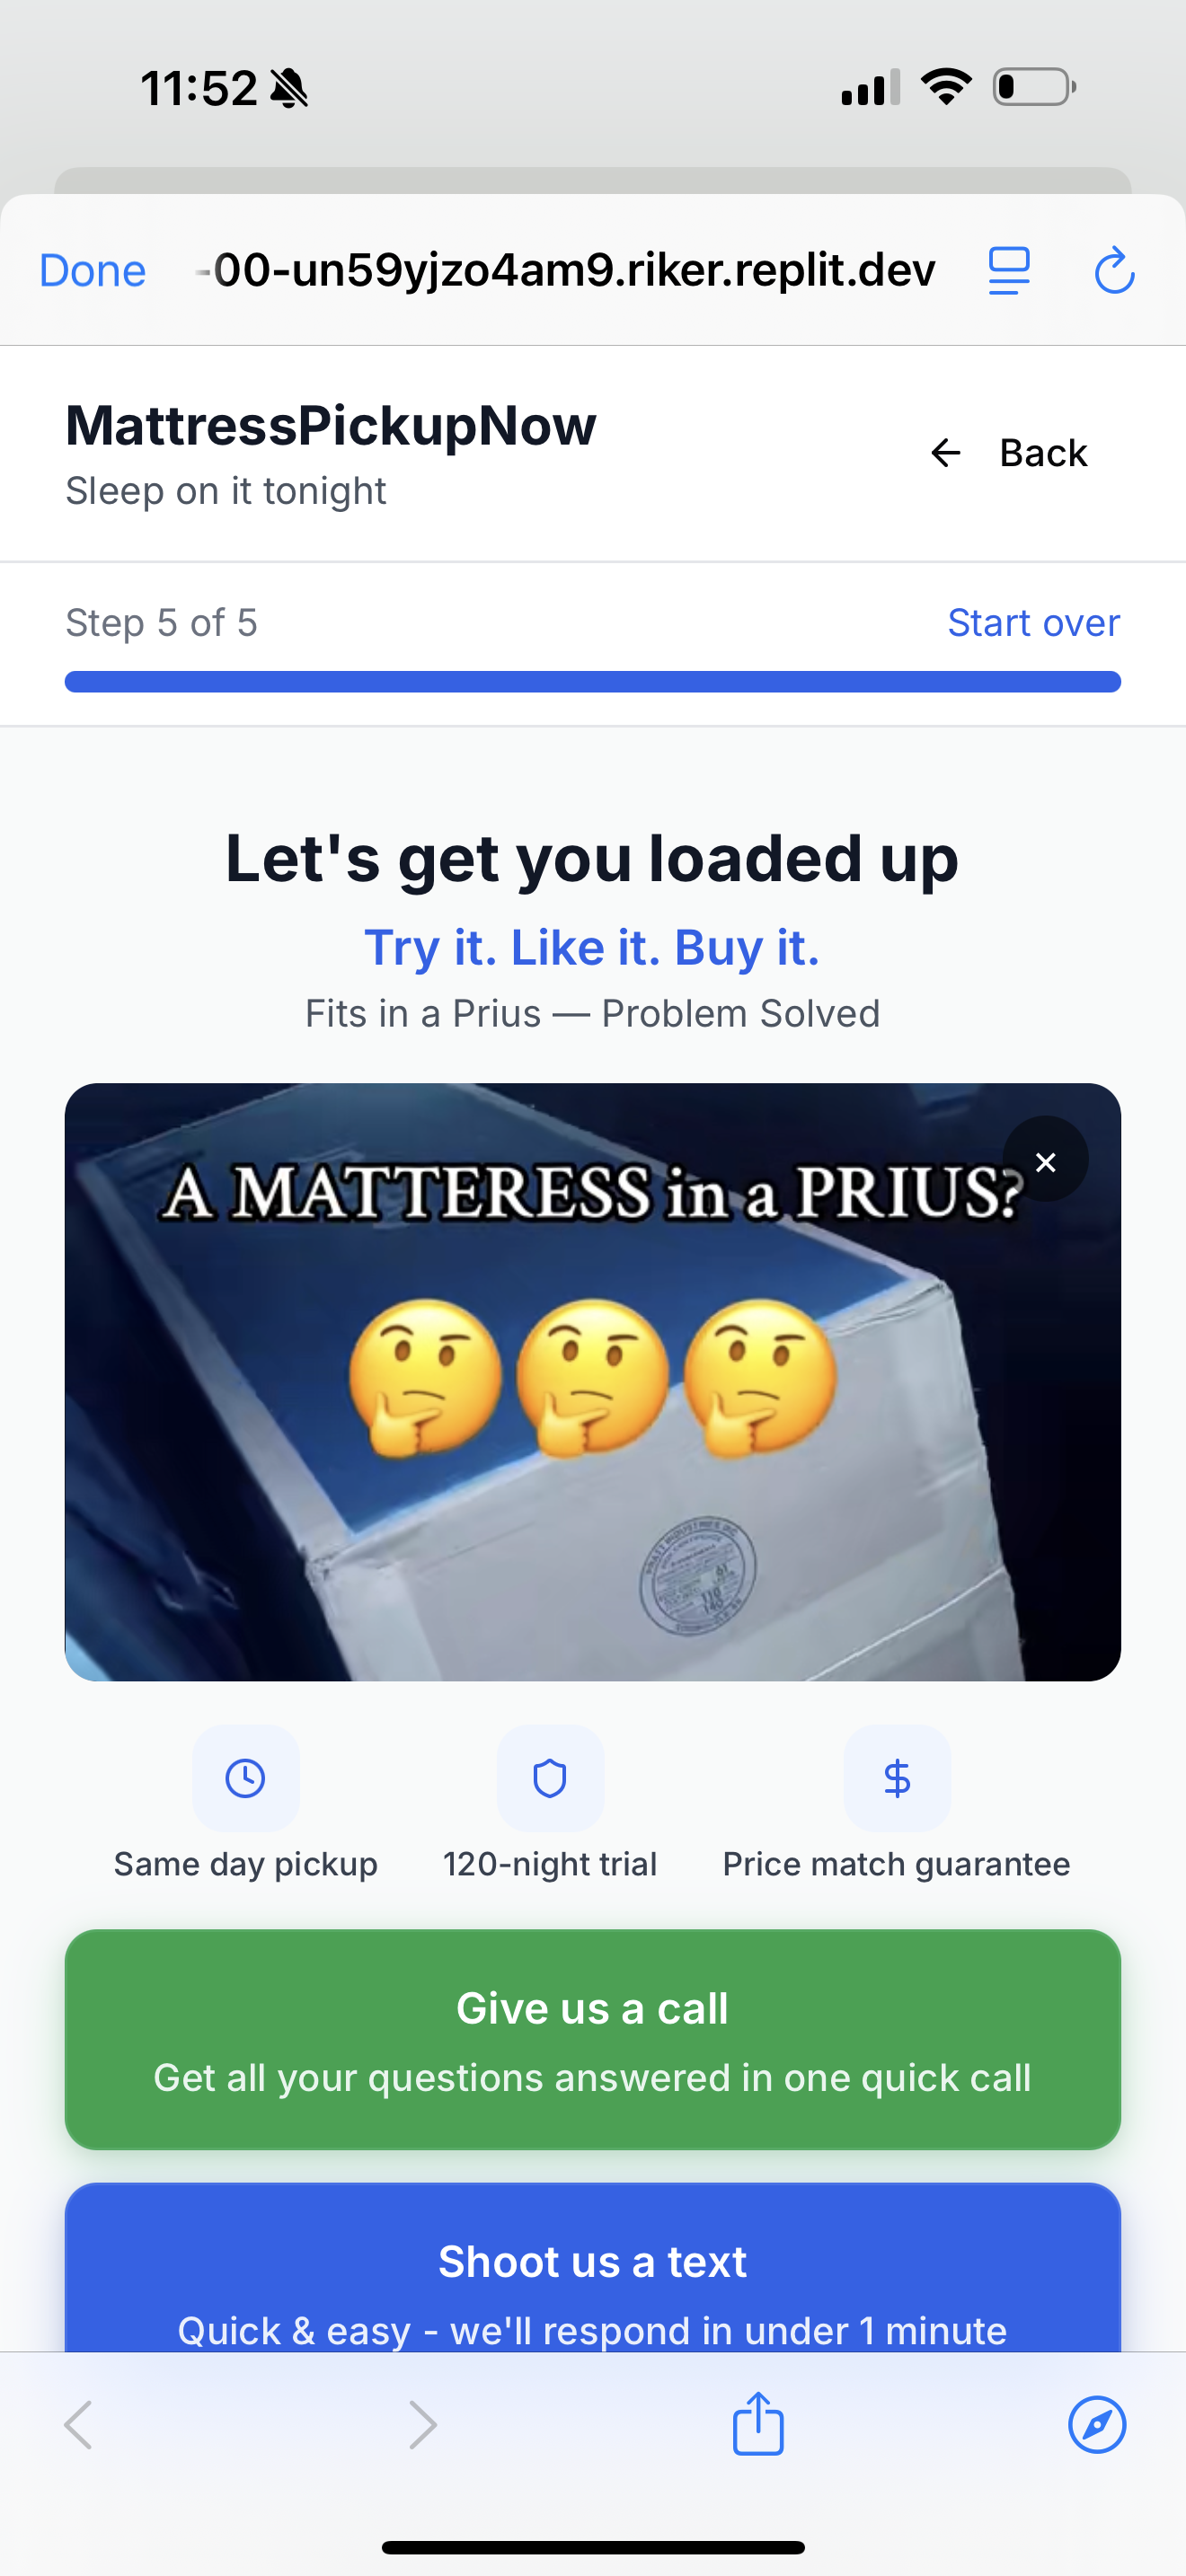 11:52
Done
-00-un59yjzo4am9.riker.replit.dev
MattressPickupNow
Sleep on it tonight
← Back
Step 5 of 5
Start over
Let's get you loaded up
Try it. Like it. Buy it.
Fits in a Prius — Problem Solved
A MATTERESS in a PRIUS?
×
Same day pickup
120-night trial
Price match guarantee
Give us a call
Get all your questions answered in one quick call
Shoot us a text
Quick & easy - we'll respond in under 1 minute